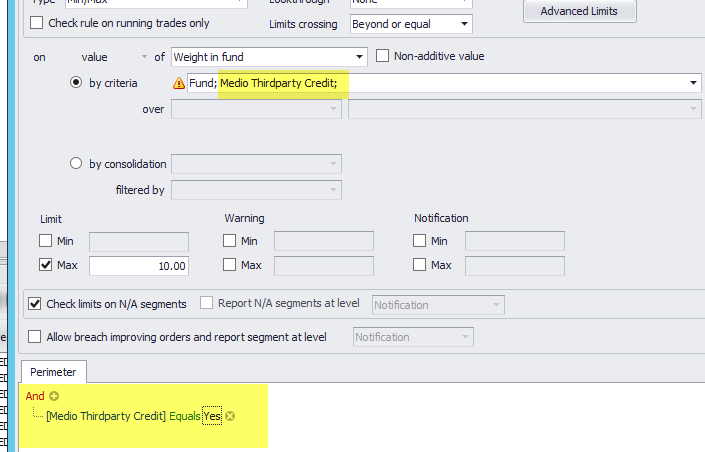 Type Min/Max Lookthrough None
Check rule on running trades only Limits crossing Beyond or equal Advanced Limits
on value of Weight in fund Non-additive value
by criteria Fund; Medio Thirdparty Credit;
over
by consolidation
filtered by
Limit Warning Notification
Min Min Min
Max 10.00 Max Max
Check limits on N/A segments Report N/A segments at level Notification
Allow breach improving orders and report segment at level Notification
Perimeter
And
[Medio Thirdparty Credit] Equals Yes